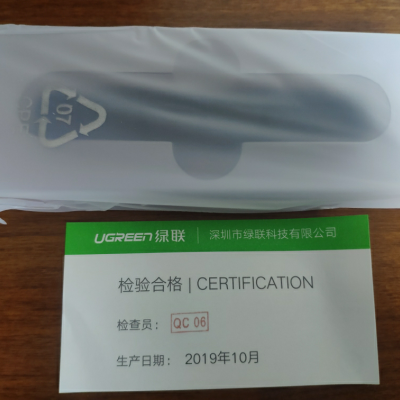 07
UGREEN绿联 | 深圳市绿联科技有限公司
检验合格 | CERTIFICATION
检查员: QC 06
生产日期: 2019年10月